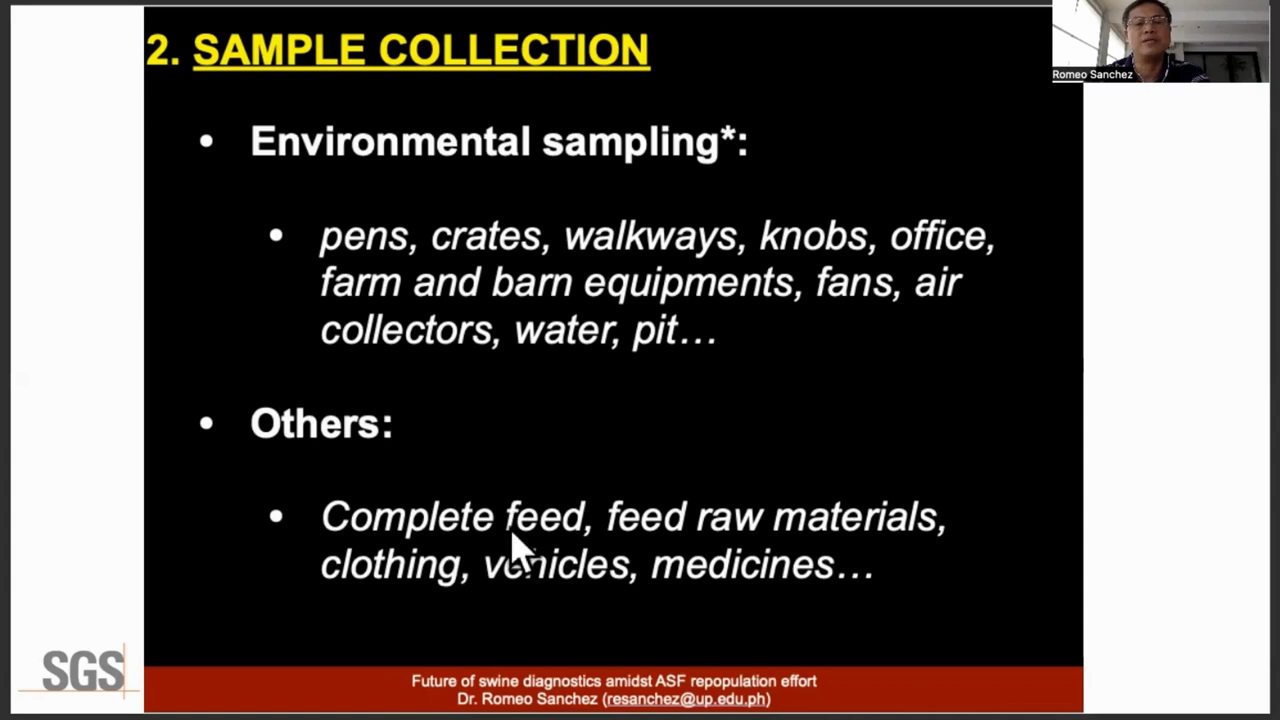 2. SAMPLE COLLECTION
Romeo Sanchez
• Environmental sampling*:
• pens, crates, walkways, knobs, office,
farm and barn equipments, fans, air
collectors, water, pit…
• Others:
• Complete feed, feed raw materials,
clothing, vehicles, medicines…
SGS
Future of swine diagnostics amidst ASF repopulation effort
Dr. Romeo Sanchez (resanchez@up.edu.ph)